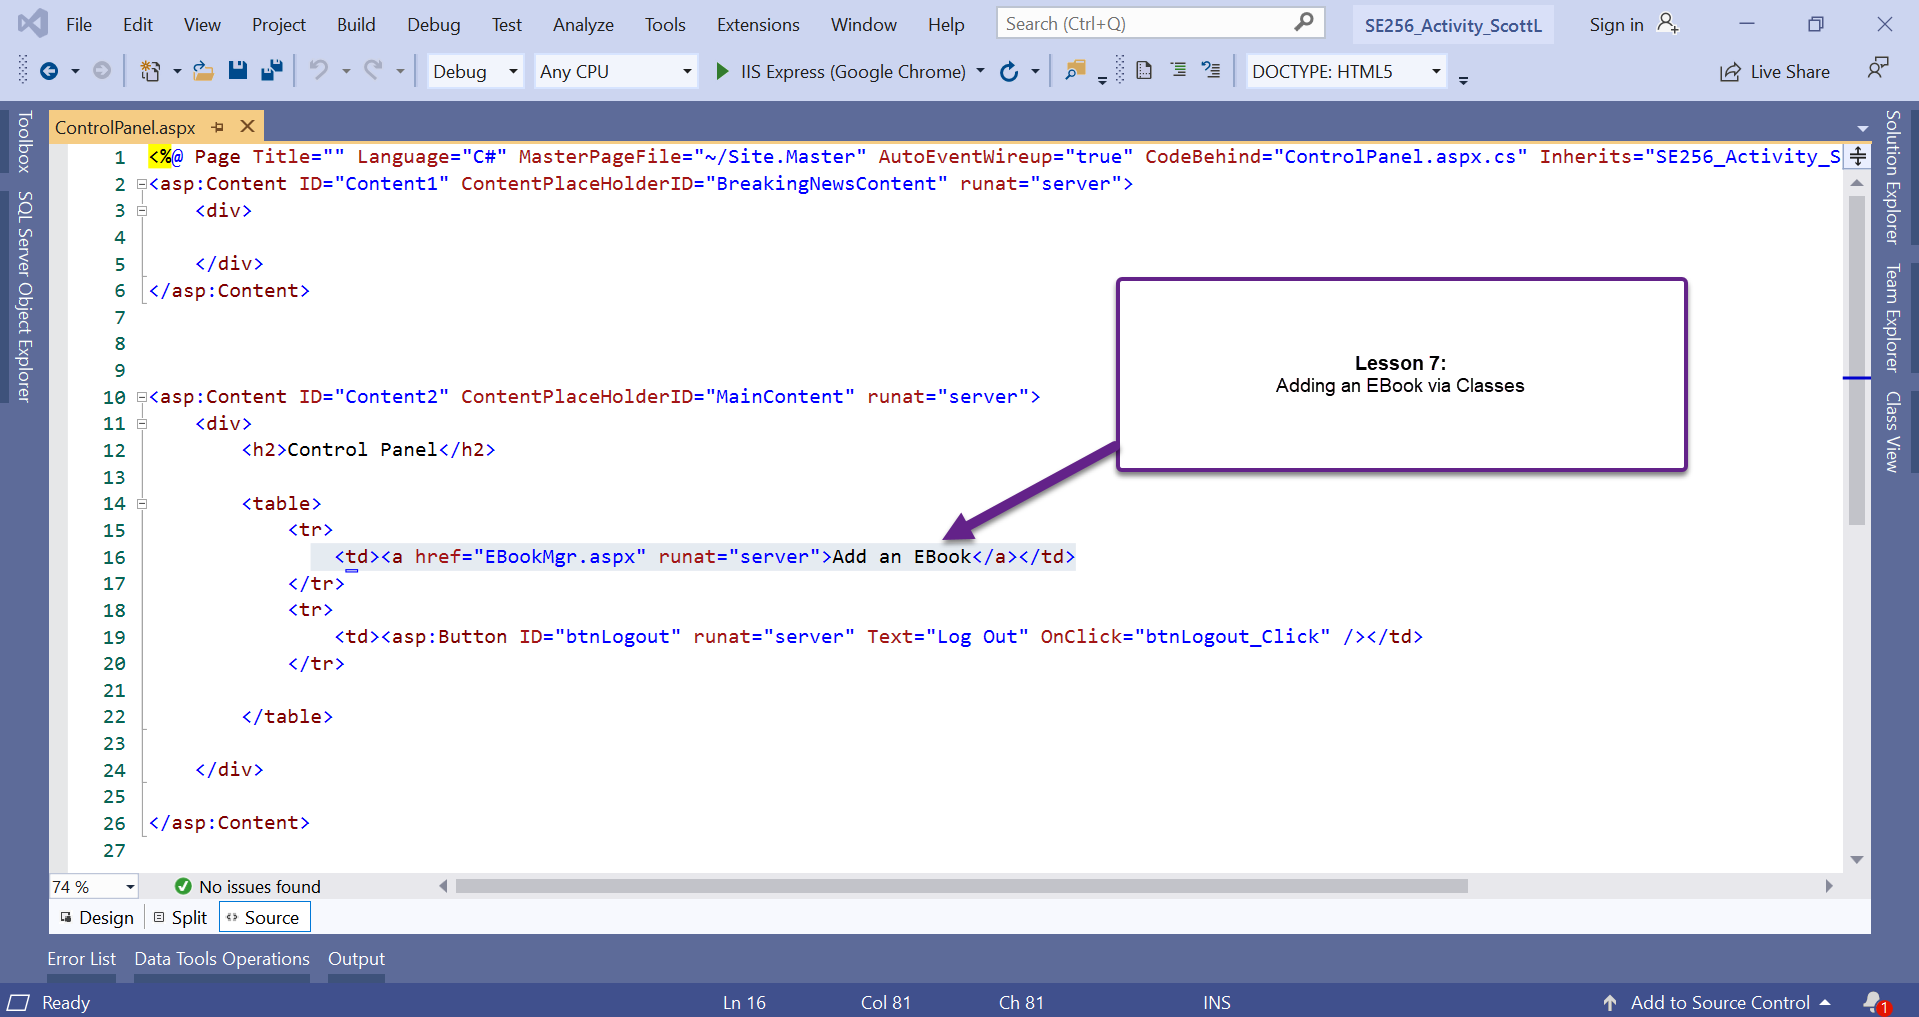 File Edit View Project Build Debug Test Analyze Tools Extensions Window Help Search (Ctrl+Q) SE256_Activity_ScottL Sign in
Debug Any CPU IIS Express (Google Chrome) DOCTYPE: HTML5 Live Share
Toolbox
SQL Server Object Explorer
ControlPanel.aspx
1 <%@ Page Title="" Language="C#" MasterPageFile="~/Site.Master" AutoEventWireup="true" CodeBehind="ControlPanel.aspx.cs" Inherits="SE256_Activity_S
2 <asp:Content ID="Content1" ContentPlaceHolderID="BreakingNewsContent" runat="server">
3 <div>
4
5 </div>
6 </asp:Content>
7
8
9
10 <asp:Content ID="Content2" ContentPlaceHolderID="MainContent" runat="server">
11 <div>
12 <h2>Control Panel</h2>
13
14 <table>
15 <tr>
16 <td><a href="EBookMgr.aspx" runat="server">Add an EBook</a></td>
17 </tr>
18 <tr>
19 <td><asp:Button ID="btnLogout" runat="server" Text="Log Out" OnClick="btnLogout_Click" /></td>
20 </tr>
21
22 </table>
23
24 </div>
25
26 </asp:Content>
27
Lesson 7:
Adding an EBook via Classes
Solution Explorer
Team Explorer
Class View
74 % No issues found
Design Split Source
Error List Data Tools Operations Output
Ready Ln 16 Col 81 Ch 81 INS Add to Source Control 1